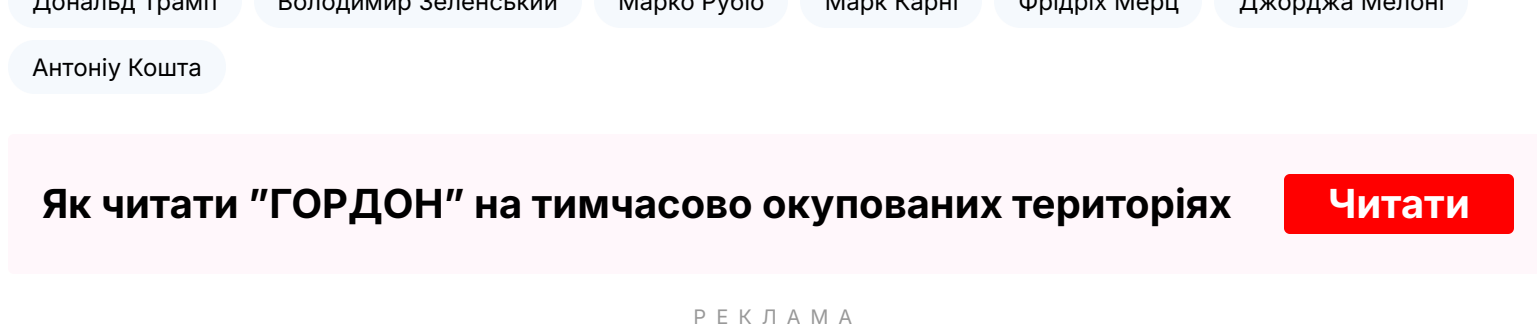 Дональд Трамп Володимир Зеленський Марко Рубіо Марк Карні Фрідріх Мерц Джорджа Мелоні
Антоніу Кошта
Як читати ”ГОРДОН” на тимчасово окупованих територіях Читати
РЕКЛАМА